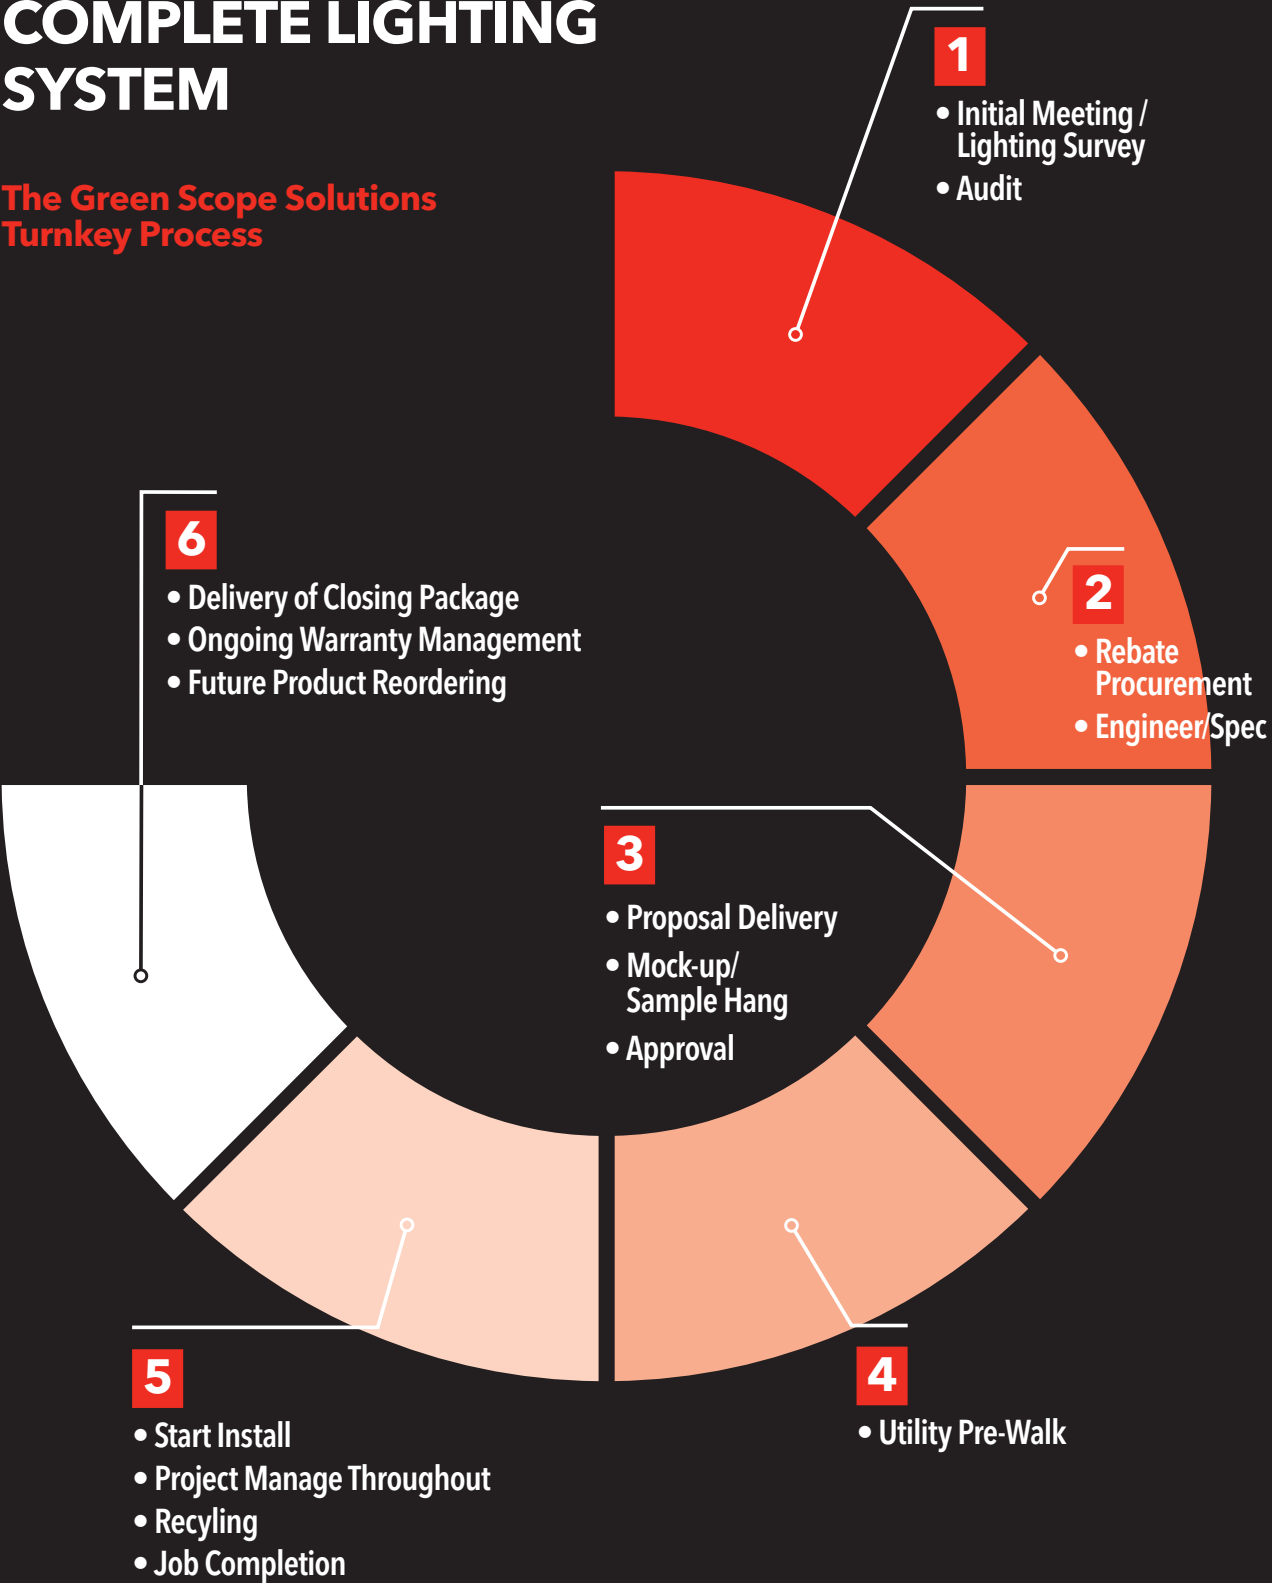 COMPLETE LIGHTING
SYSTEM
The Green Scope Solutions
Turnkey Process
1
• Initial Meeting /
Lighting Survey
• Audit
2
• Rebate
Procurement
• Engineer/Spec
3
• Proposal Delivery
• Mock-up/
Sample Hang
• Approval
4
• Utility Pre-Walk
5
• Start Install
• Project Manage Throughout
• Recyling
• Job Completion
6
• Delivery of Closing Package
• Ongoing Warranty Management
• Future Product Reordering